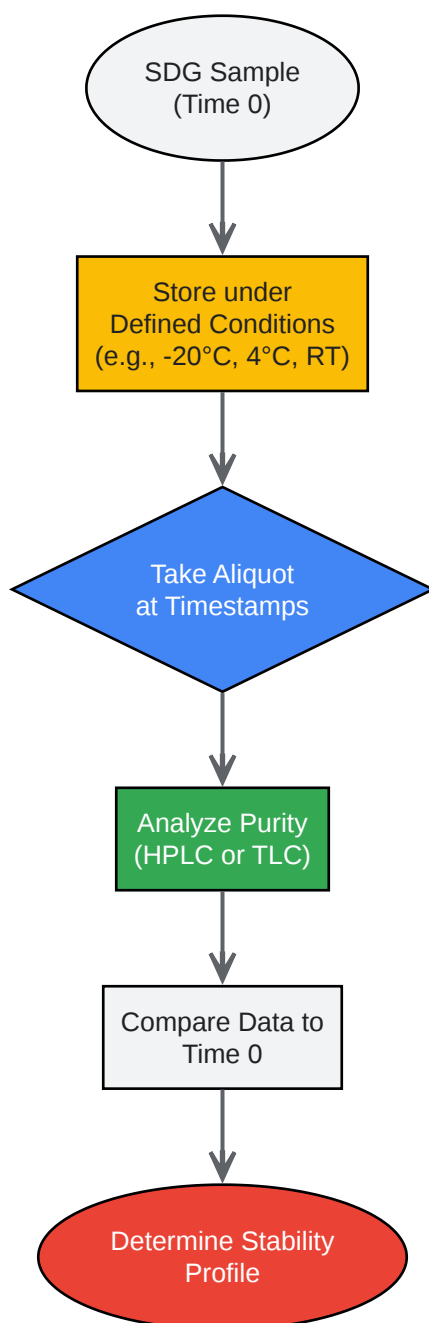 SDG Sample
(Time 0)
Store under
Defined Conditions
(e.g., -20°C, 4°C, RT)
Take Aliquot
at Timestamps
Analyze Purity
(HPLC or TLC)
Compare Data to
Time 0
Determine Stability
Profile